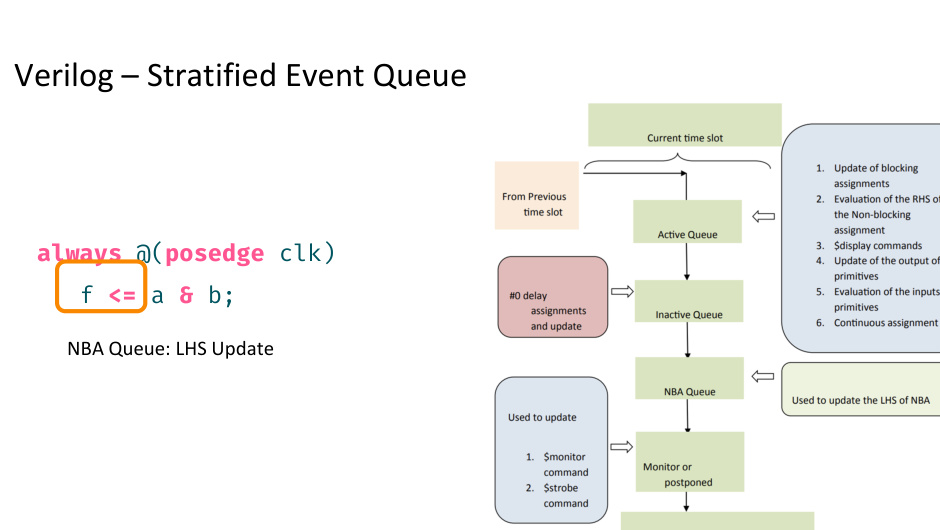 Verilog – Stratified Event Queue
always @(posedge clk)
f <= a & b;
NBA Queue: LHS Update
Current time slot
From Previous
time slot
Active Queue
1. Update of blocking
assignments
2. Evaluation of the RHS of
the Non-blocking
assignment
3. $display commands
4. Update of the output of
primitives
5. Evaluation of the inputs
primitives
6. Continuous assignment
#0 delay
assignments
and update
Inactive Queue
NBA Queue
Used to update the LHS of NBA
Used to update
1. $monitor
command
2. $strobe
command
Monitor or
postponed